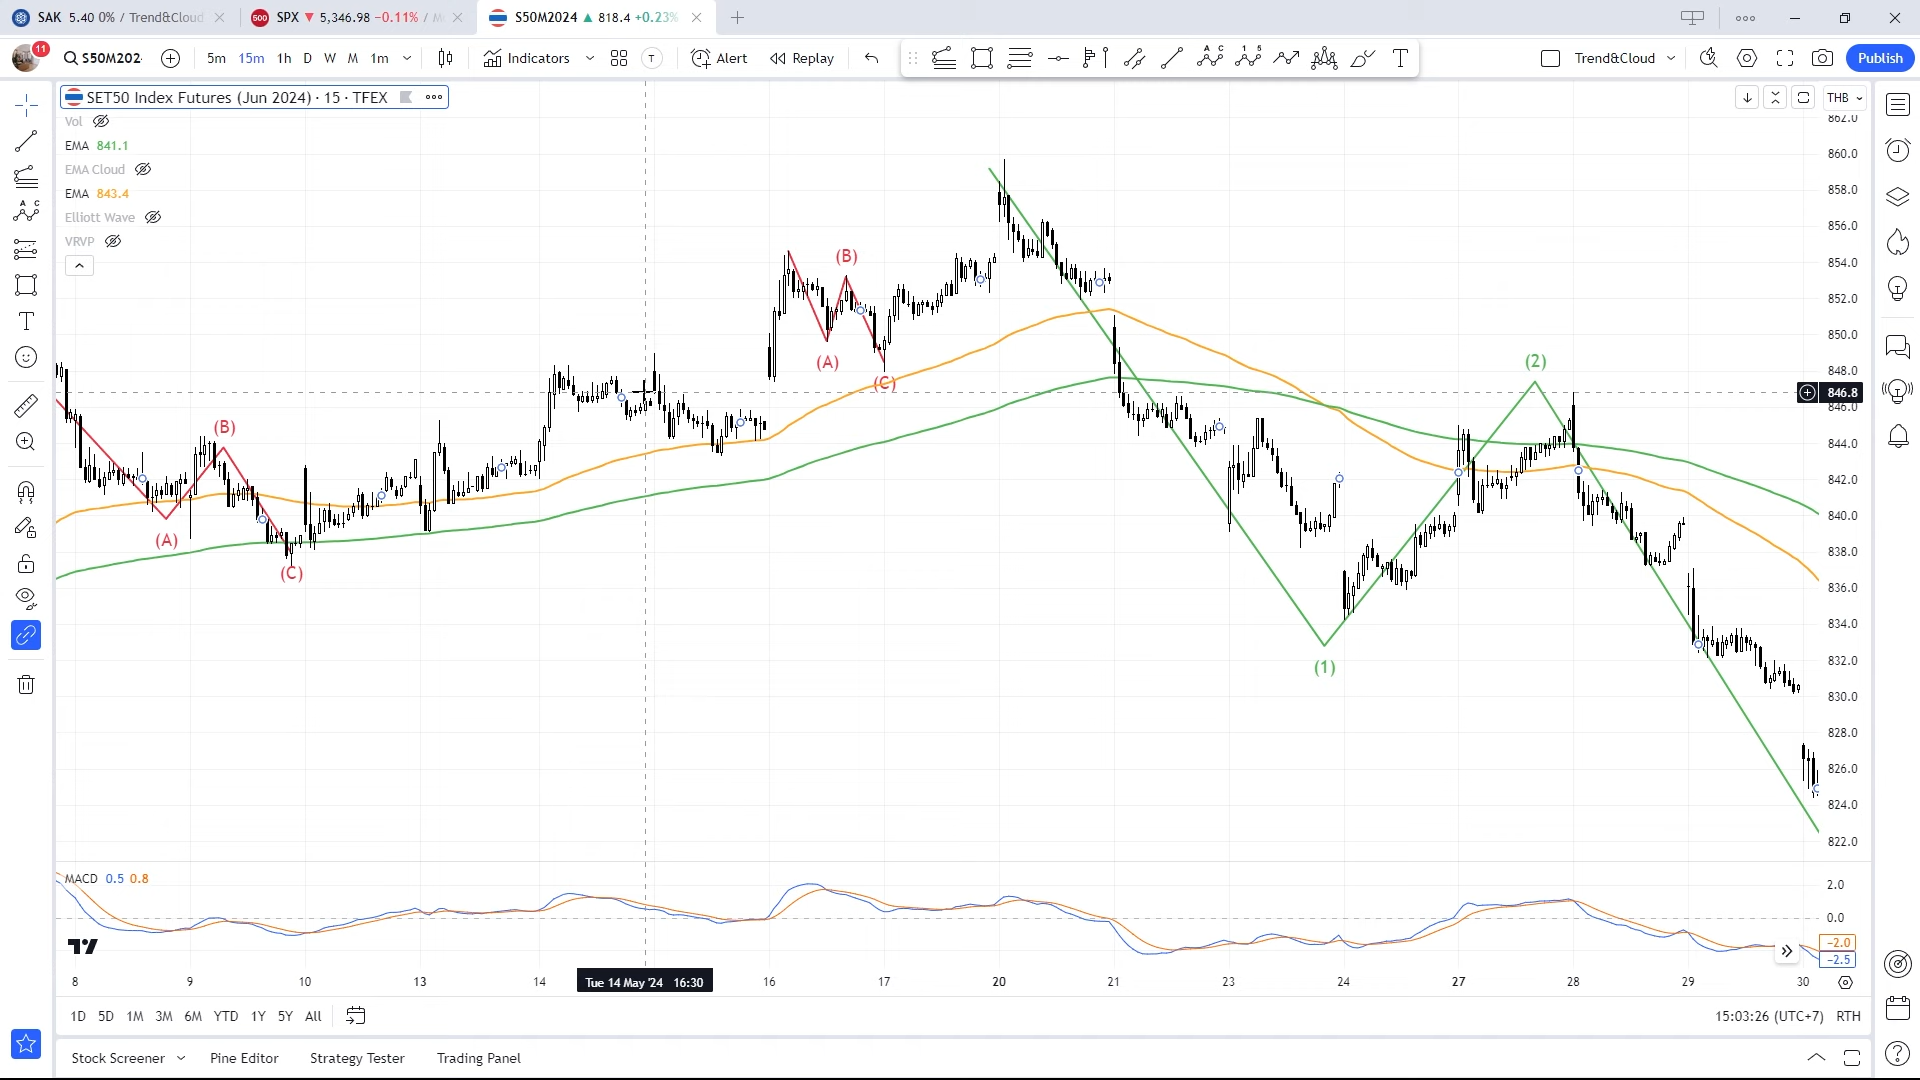 SAK 5.40 0% / Trend&Cloud
500 SPX ▼ 5,346.98 −0.11% /
S50M2024 ▲ 818.4 +0.23%
11
S50M202 5m 15m 1h D W M 1m Indicators T Alert Replay A C 1 5 T Trend&Cloud Publish
SET50 Index Futures (Jun 2024) · 15 · TFEX
THB
Vol
EMA 841.1
EMA Cloud
EMA 843.4
Elliott Wave
VRVP
862.0
860.0
858.0
856.0
854.0
852.0
850.0
848.0
846.8
846.0
844.0
842.0
840.0
838.0
836.0
834.0
832.0
830.0
828.0
826.0
824.0
822.0
(B)
(A)
(C)
(2)
(B)
(A)
(C)
(1)
MACD 0.5 0.8
2.0
0.0
−2.0
−2.5
8 9 10 13 14 Tue 14 May '24 16:30 16 17 20 21 23 24 27 28 29 30
1D 5D 1M 3M 6M YTD 1Y 5Y All
15:03:26 (UTC+7) RTH
Stock Screener Pine Editor Strategy Tester Trading Panel